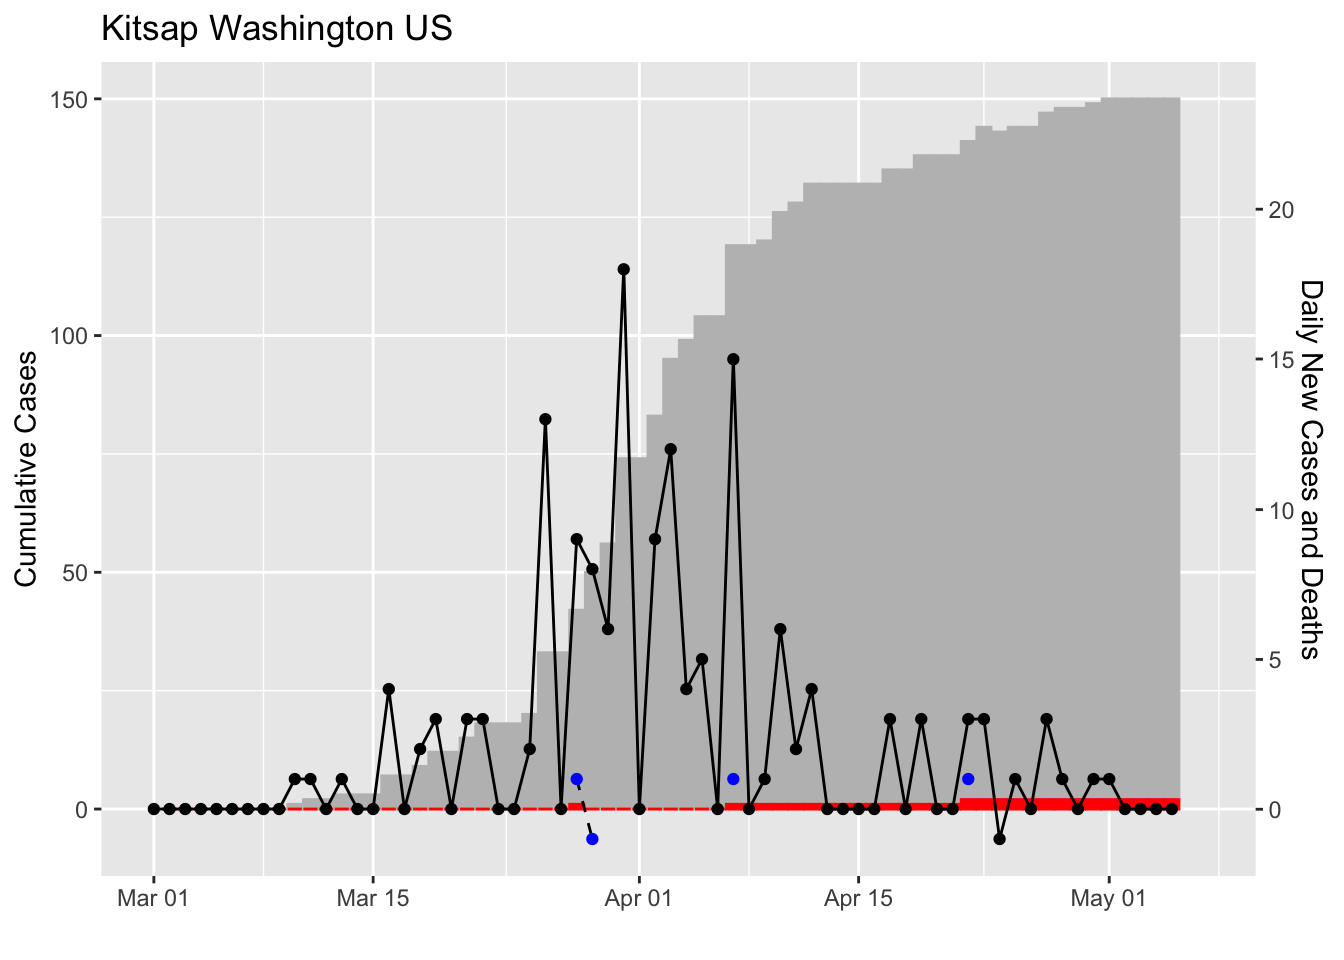 Kitsap Washington US
150
100
50
0
Cumulative Cases
20
15
10
5
0
Daily New Cases and Deaths
Mar 01
Mar 15
Apr 01
Apr 15
May 01